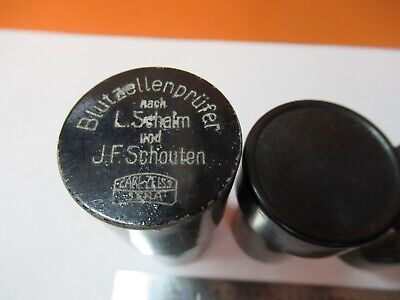 Blutzellenprüfer
nach
L. Schalm
und
J.F. Schouten
CARL ZEISS
JENA